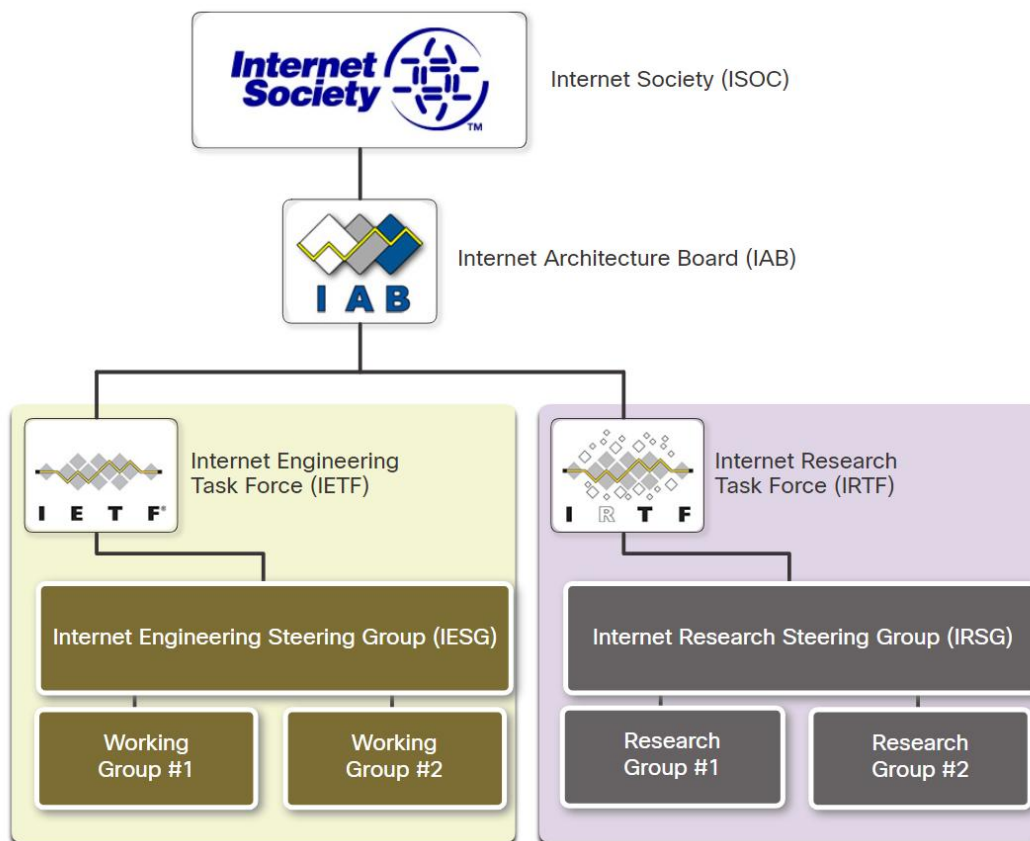 Internet
Society
TM
Internet Society (ISOC)
I A B
Internet Architecture Board (IAB)
I E T F®
Internet Engineering
Task Force (IETF)
I R T F
Internet Research
Task Force (IRTF)
Internet Engineering Steering Group (IESG)
Working
Group #1
Working
Group #2
Internet Research Steering Group (IRSG)
Research
Group #1
Research
Group #2